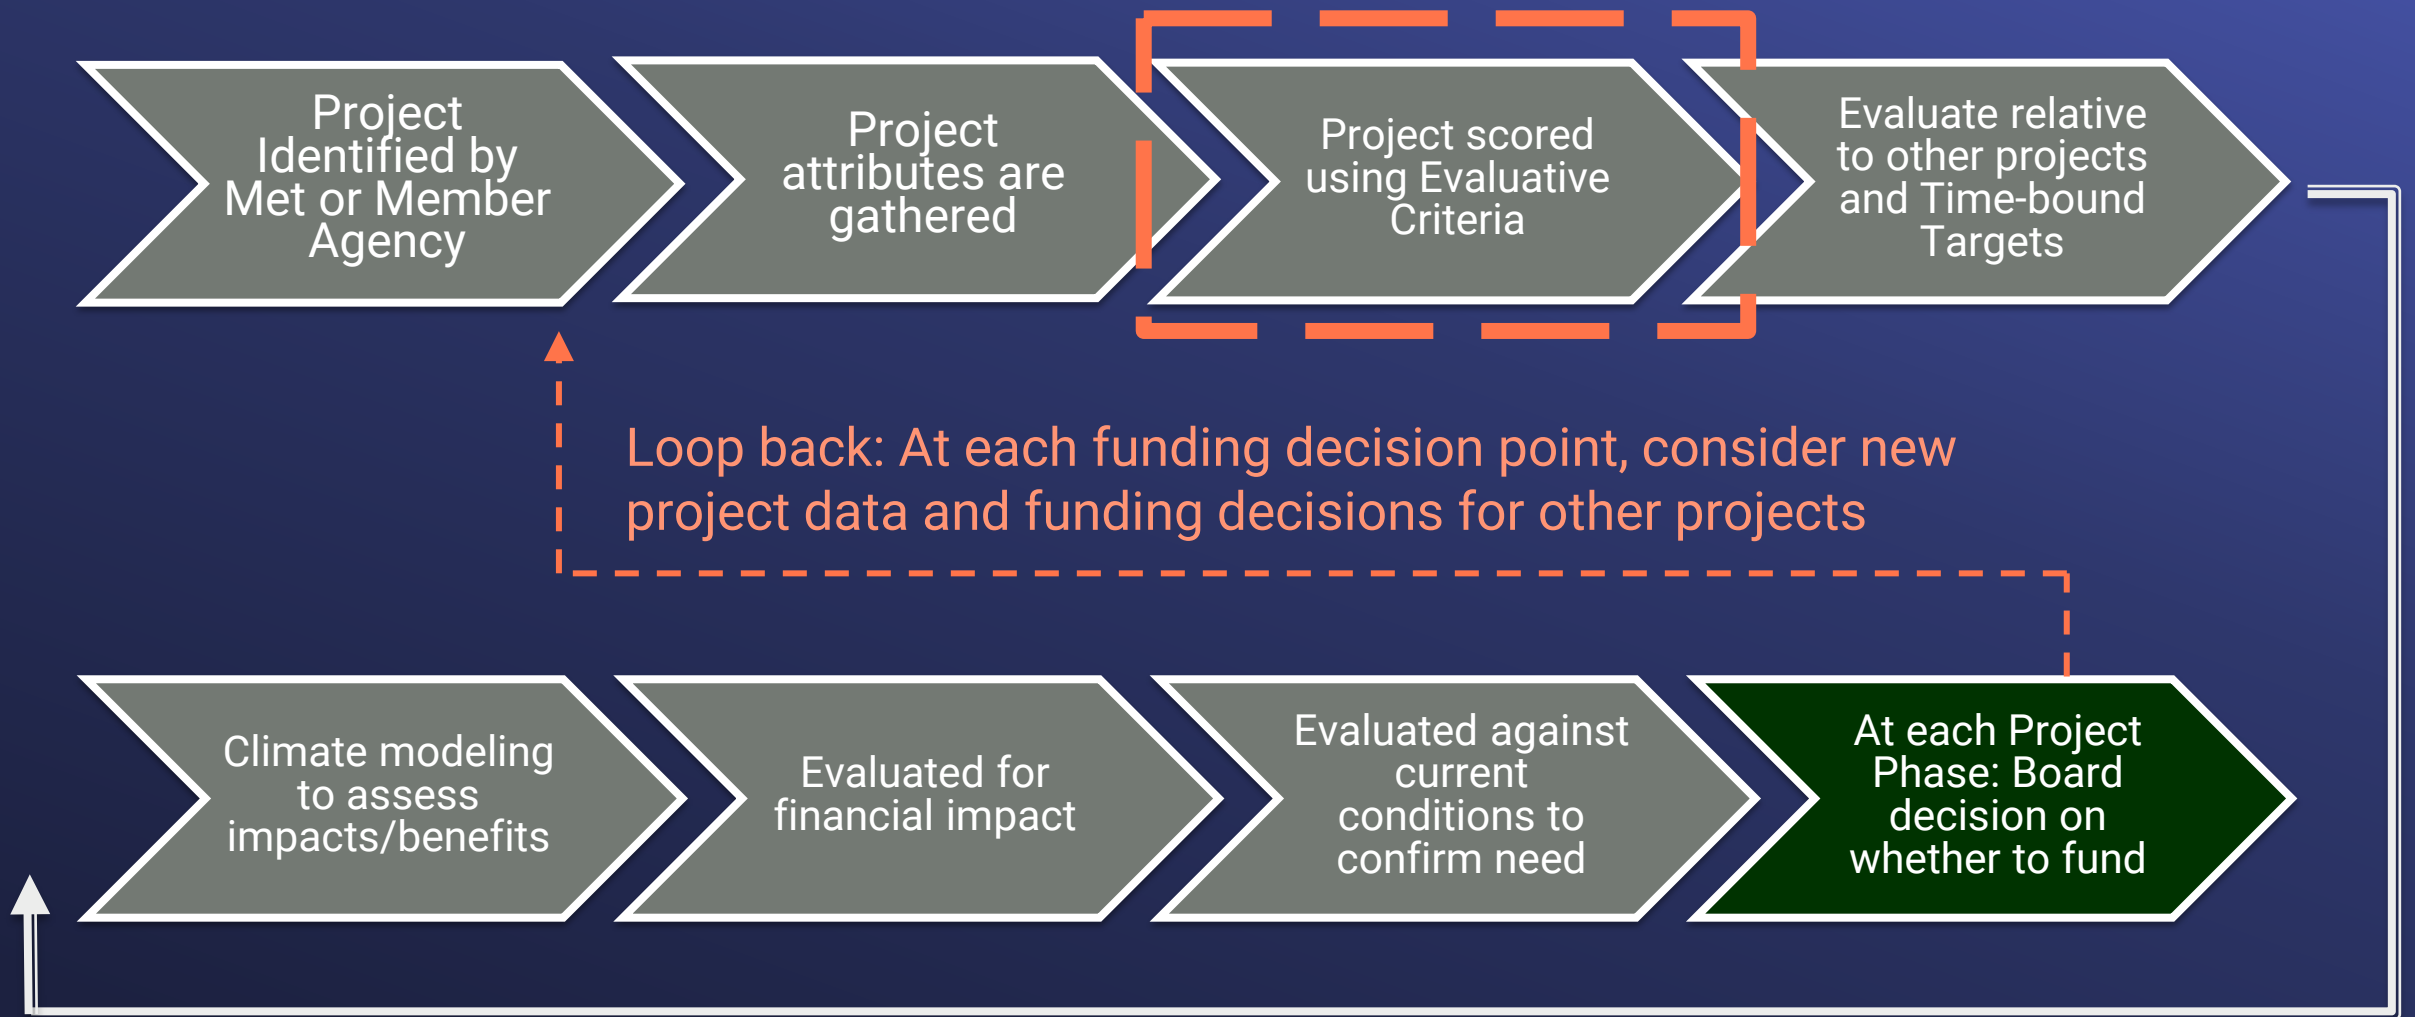 Project
Identified by
Met or Member
Agency
Project
attributes are
gathered
Project scored
using Evaluative
Criteria
Evaluate relative
to other projects
and Time-bound
Targets
Loop back: At each funding decision point, consider new
project data and funding decisions for other projects
Climate modeling
to assess
impacts/benefits
Evaluated for
financial impact
Evaluated against
current
conditions to
confirm need
At each Project
Phase: Board
decision on
whether to fund